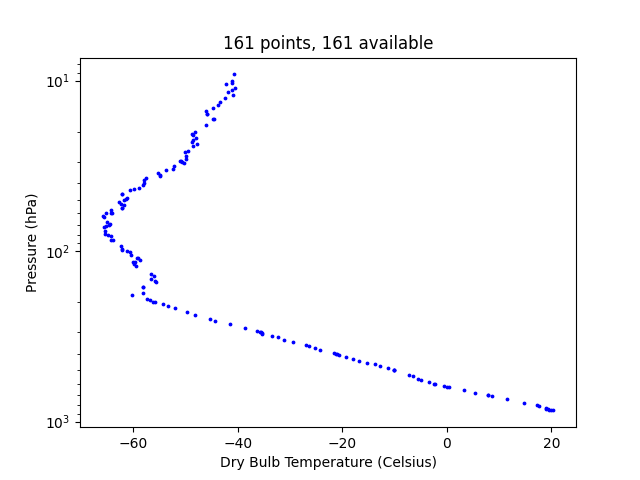 161 points, 161 available
10¹
10²
10³
Pressure (hPa)
−60 −40 −20 0 20
Dry Bulb Temperature (Celsius)